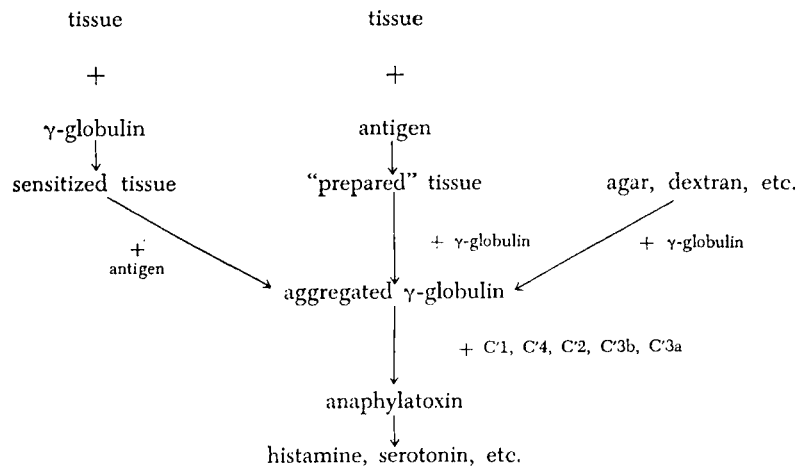 tissue tissue
+ +
γ-globulin antigen
sensitized tissue “prepared” tissue agar, dextran, etc.
+ + γ-globulin + γ-globulin
antigen
aggregated γ-globulin
+ C′1, C′4, C′2, C′3b, C′3a
anaphylatoxin
histamine, serotonin, etc.